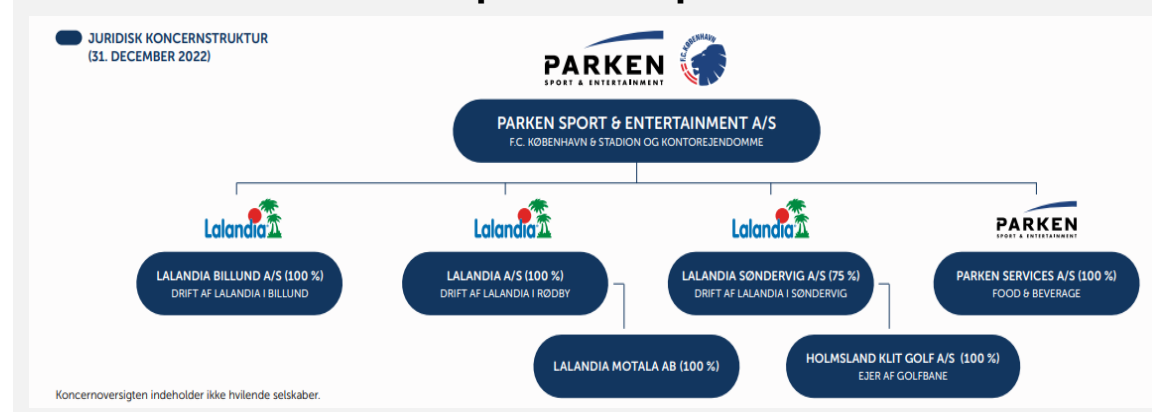 JURIDISK KONCERNSTRUKTUR
(31. DECEMBER 2022)
PARKEN
SPORT & ENTERTAINMENT
F.C. KØBENHAVN
PARKEN SPORT & ENTERTAINMENT A/S
F.C. KØBENHAVN & STADION OG KONTOREJENDOMME
Lalandia
Lalandia
Lalandia
PARKEN
SPORT & ENTERTAINMENT
LALANDIA BILLUND A/S (100 %)
DRIFT AF LALANDIA I BILLUND
LALANDIA A/S (100 %)
DRIFT AF LALANDIA I RØDBY
LALANDIA SØNDERVIG A/S (75 %)
DRIFT AF LALANDIA I SØNDERVIG
PARKEN SERVICES A/S (100 %)
FOOD & BEVERAGE
LALANDIA MOTALA AB (100 %)
HOLMSLAND KLIT GOLF A/S (100 %)
EJER AF GOLFBANE
Koncernoversigten indeholder ikke hvilende selskaber.